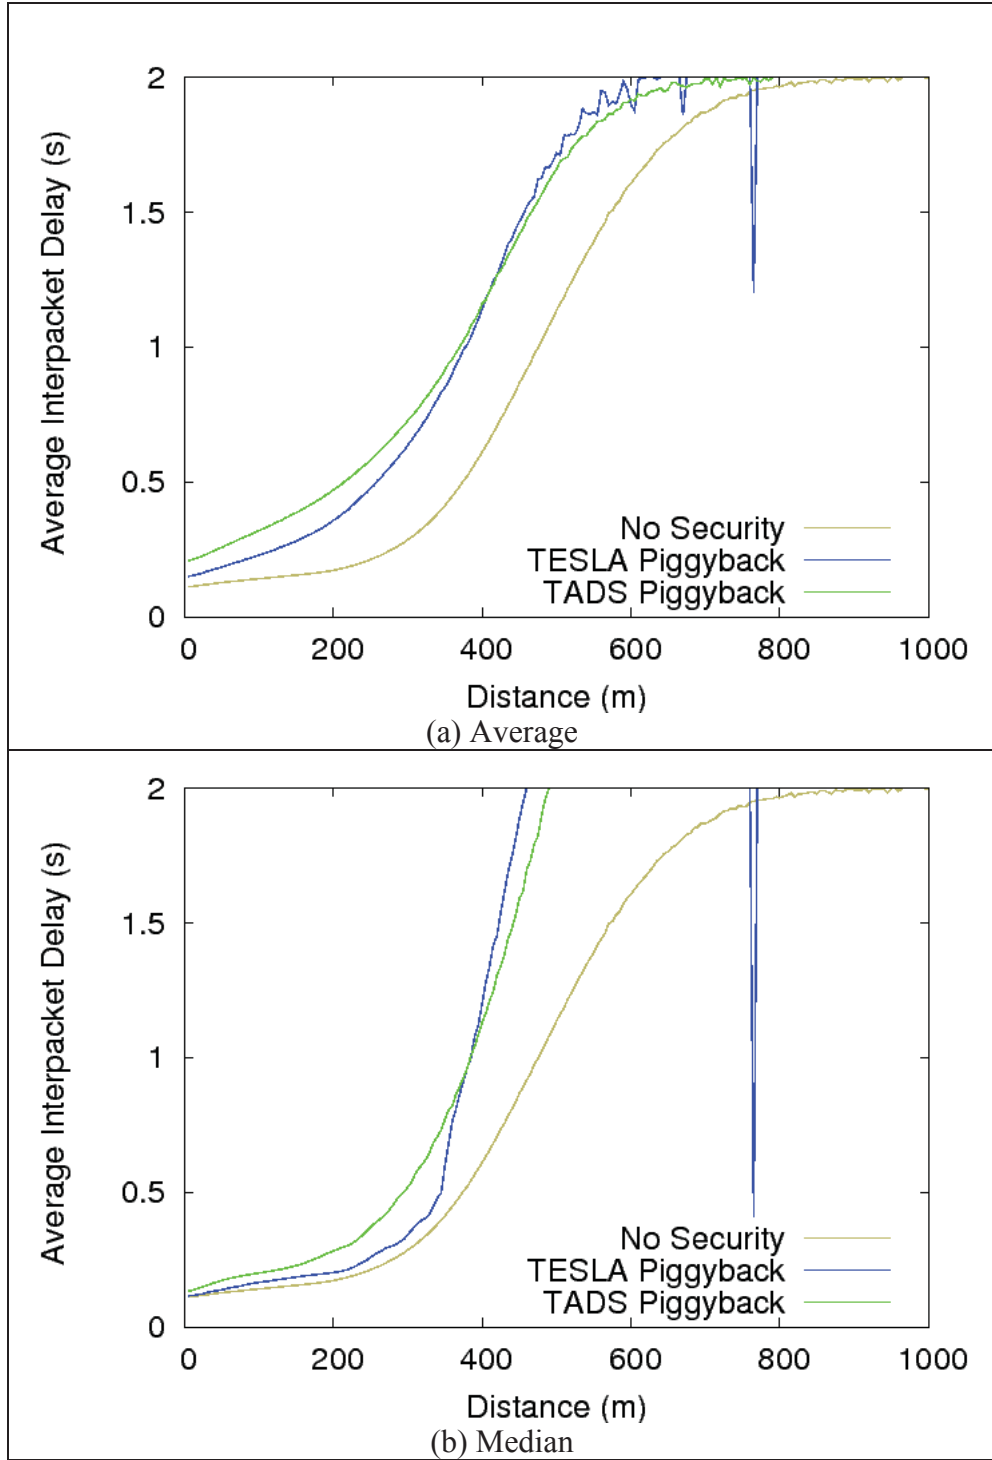 2
1.5
1
0.5
0
Average Interpacket Delay (s)
No Security
TESLA Piggyback
TADS Piggyback
0 200 400 600 800 1000
Distance (m)
(a) Average
2
1.5
1
0.5
0
Average Interpacket Delay (s)
No Security
TESLA Piggyback
TADS Piggyback
0 200 400 600 800 1000
Distance (m)
(b) Median